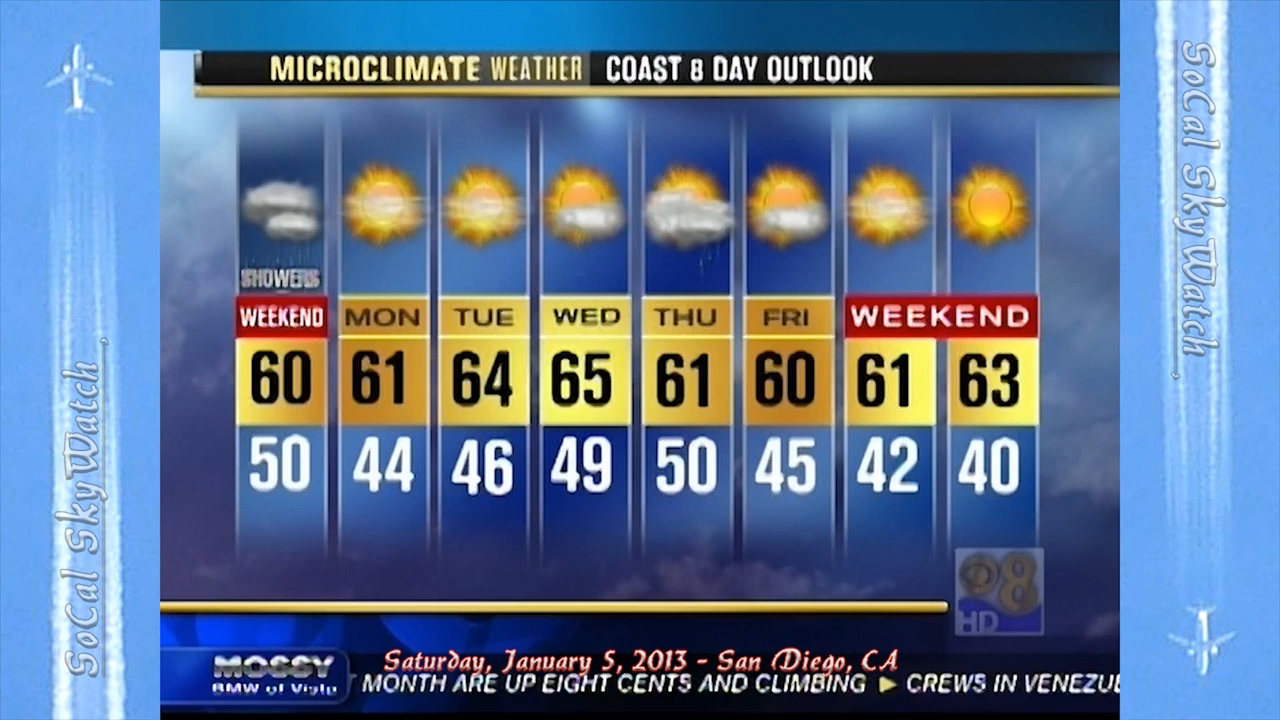 MICROCLIMATE WEATHER COAST 8 DAY OUTLOOK
SHOWERS
WEEKEND MON TUE WED THU FRI WEEKEND
60 61 64 65 61 60 61 63
50 44 46 49 50 45 42 40
8
HD
MOSSY
BMW of Vista
Saturday, January 5, 2013 - San Diego, CA
MONTH ARE UP EIGHT CENTS AND CLIMBING ► CREWS IN VENEZUE
SoCal SkyWatch
SoCal SkyWatch